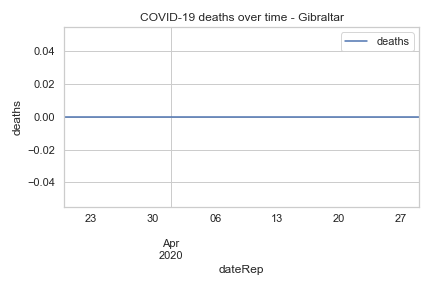 COVID-19 deaths over time - Gibraltar
deaths
0.04
0.02
0.00
−0.02
−0.04
deaths
23 30 06 13 20 27
Apr
2020
dateRep